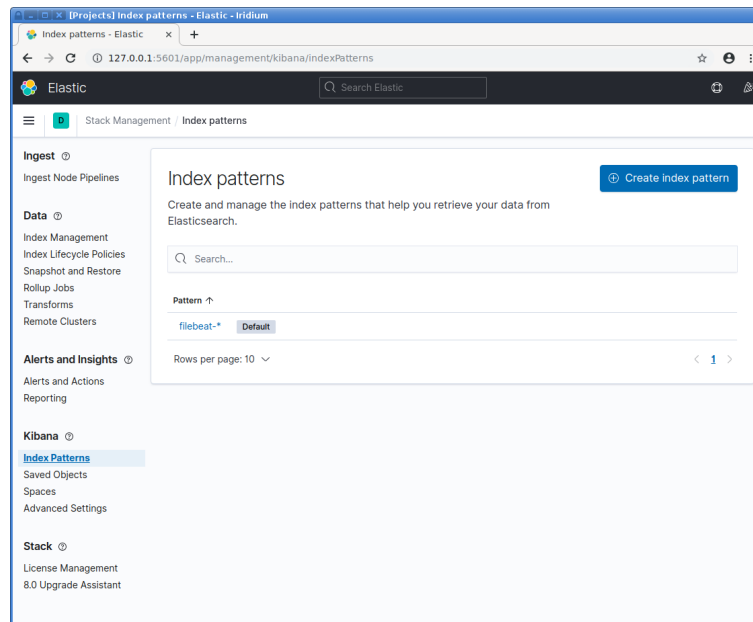 [Projects] Index patterns - Elastic - Iridium
Index patterns - Elastic
127.0.0.1:5601/app/management/kibana/indexPatterns
Elastic
Search Elastic
D
Stack Management / Index patterns
Ingest
Ingest Node Pipelines
Data
Index Management
Index Lifecycle Policies
Snapshot and Restore
Rollup Jobs
Transforms
Remote Clusters
Alerts and Insights
Alerts and Actions
Reporting
Kibana
Index Patterns
Saved Objects
Spaces
Advanced Settings
Stack
License Management
8.0 Upgrade Assistant
Index patterns
Create index pattern
Create and manage the index patterns that help you retrieve your data from
Elasticsearch.
Search...
Pattern ↑
filebeat-* Default
Rows per page: 10
< 1 >